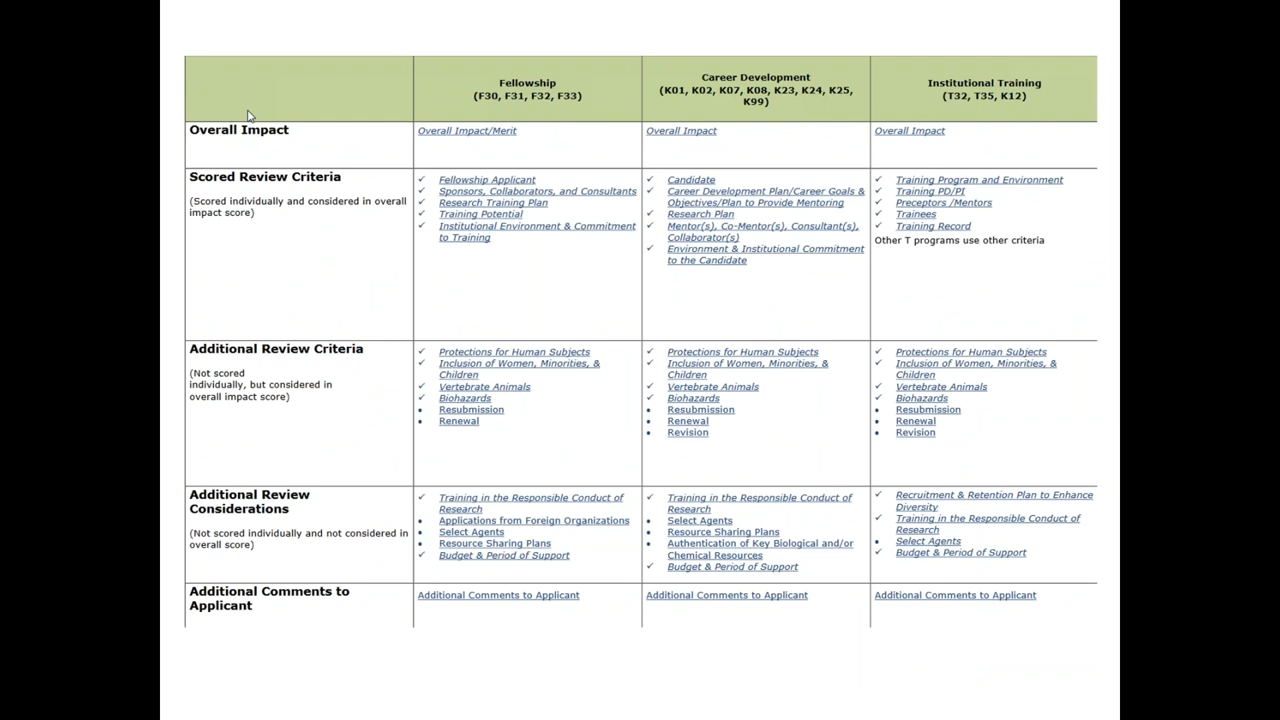 Fellowship
(F30, F31, F32, F33)
Career Development
(K01, K02, K07, K08, K23, K24, K25,
K99)
Institutional Training
(T32, T35, K12)
Overall Impact
Overall Impact/Merit
Overall Impact
Overall Impact
Scored Review Criteria
(Scored individually and considered in overall
impact score)
✓ Fellowship Applicant
✓ Sponsors, Collaborators, and Consultants
✓ Research Training Plan
✓ Training Potential
✓ Institutional Environment & Commitment
to Training
✓ Candidate
✓ Career Development Plan/Career Goals &
Objectives/Plan to Provide Mentoring
✓ Research Plan
✓ Mentor(s), Co-Mentor(s), Consultant(s),
Collaborator(s)
✓ Environment & Institutional Commitment
to the Candidate
✓ Training Program and Environment
✓ Training PD/PI
✓ Preceptors /Mentors
✓ Trainees
✓ Training Record
Other T programs use other criteria
Additional Review Criteria
(Not scored
individually, but considered in
overall impact score)
✓ Protections for Human Subjects
✓ Inclusion of Women, Minorities, &
Children
✓ Vertebrate Animals
✓ Biohazards
• Resubmission
• Renewal
✓ Protections for Human Subjects
✓ Inclusion of Women, Minorities, &
Children
✓ Vertebrate Animals
✓ Biohazards
• Resubmission
• Renewal
• Revision
✓ Protections for Human Subjects
✓ Inclusion of Women, Minorities, &
Children
✓ Vertebrate Animals
✓ Biohazards
• Resubmission
• Renewal
• Revision
Additional Review
Considerations
(Not scored individually and not considered in
overall score)
✓ Training in the Responsible Conduct of
Research
• Applications from Foreign Organizations
• Select Agents
• Resource Sharing Plans
✓ Budget & Period of Support
✓ Training in the Responsible Conduct of
Research
• Select Agents
• Resource Sharing Plans
• Authentication of Key Biological and/or
Chemical Resources
✓ Budget & Period of Support
✓ Recruitment & Retention Plan to Enhance
Diversity
✓ Training in the Responsible Conduct of
Research
• Select Agents
✓ Budget & Period of Support
Additional Comments to
Applicant
Additional Comments to Applicant
Additional Comments to Applicant
Additional Comments to Applicant